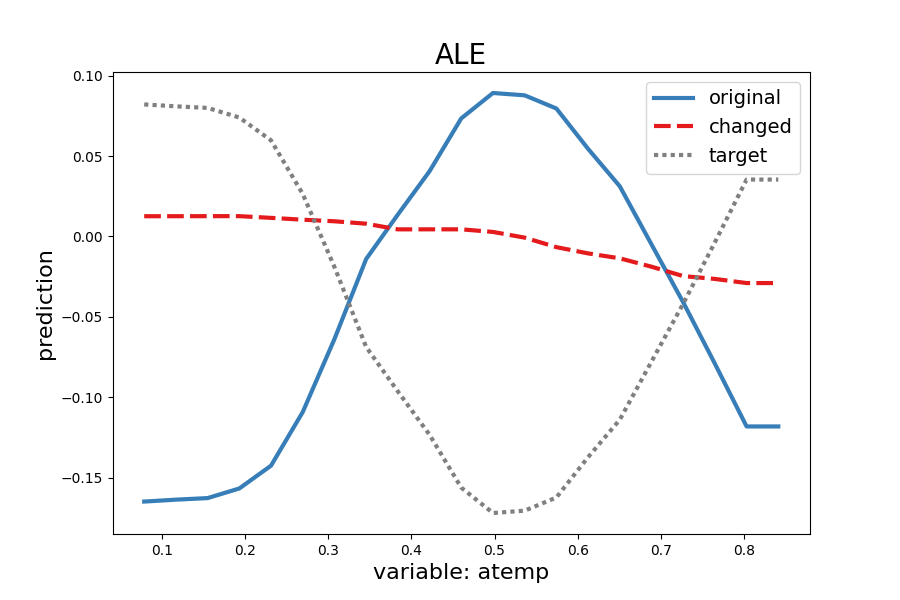 ALE
original
changed
target
prediction
0.10
0.05
0.00
−0.05
−0.10
−0.15
0.1 0.2 0.3 0.4 0.5 0.6 0.7 0.8
variable: atemp